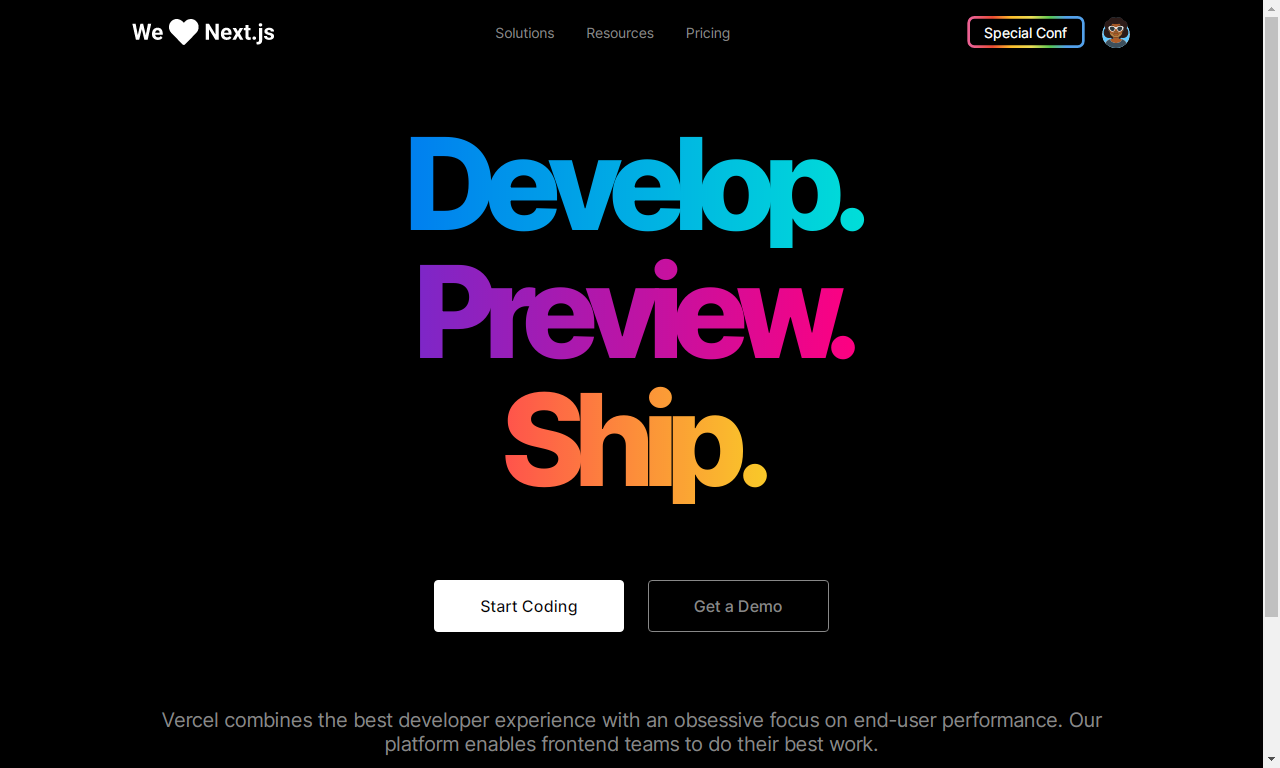 We Next.js
Solutions
Resources
Pricing
Special Conf
Develop.
Preview.
Ship.
Start Coding
Get a Demo
Vercel combines the best developer experience with an obsessive focus on end-user performance. Our
platform enables frontend teams to do their best work.